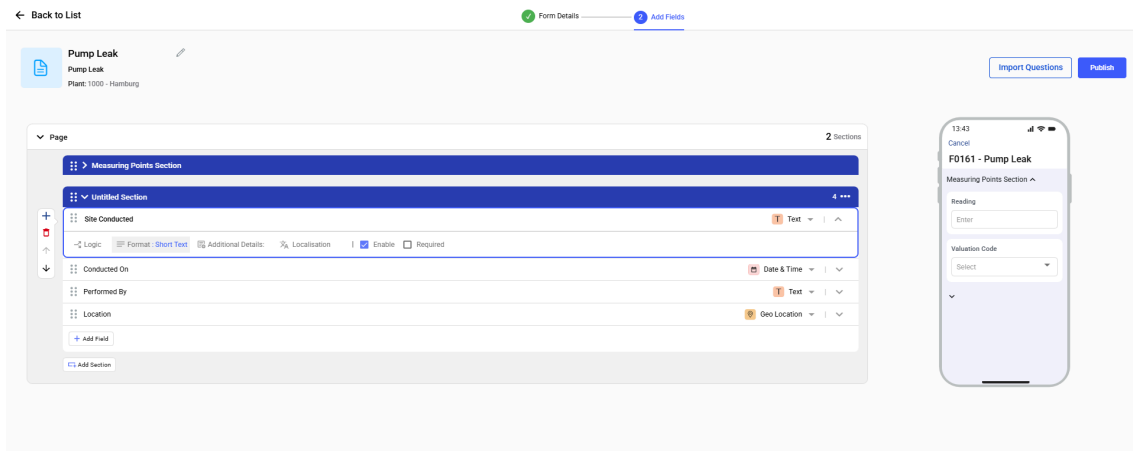 Back to List
Form Details
2 Add Fields
Pump Leak
Pump Leak
Plant: 1000 - Hamburg
Import Questions
Publish
Page
2 Sections
Measuring Points Section
Untitled Section
4
Site Conducted
T Text
Logic
Format : Short Text
Additional Details:
Localisation
Enable
Required
Conducted On
Date & Time
Performed By
T Text
Location
Geo Location
+ Add Field
Add Section
13:43
Cancel
F0161 - Pump Leak
Measuring Points Section
Reading
Enter
Valuation Code
Select